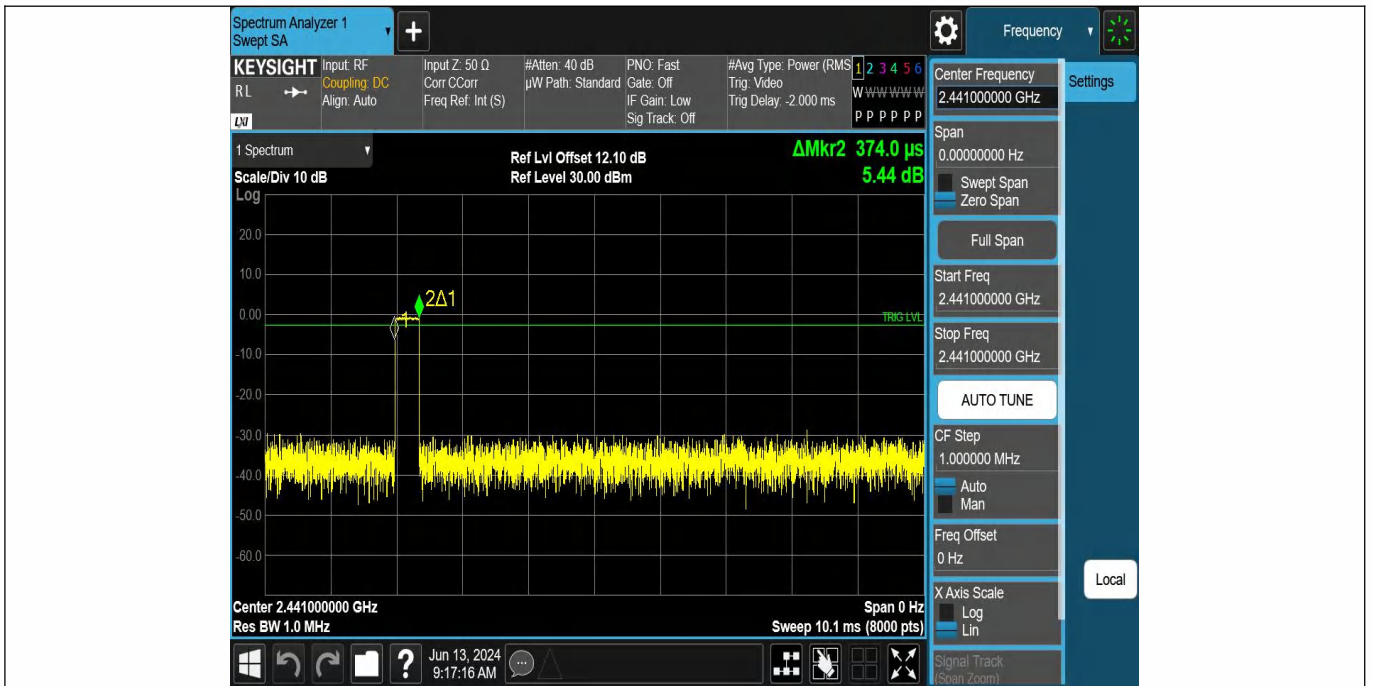 Spectrum Analyzer 1
Swept SA
+
Frequency
KEYSIGHT
RL
LXI
Input: RF
Coupling: DC
Align: Auto
Input Z: 50 Ω
Corr CCorr
Freq Ref: Int (S)
#Atten: 40 dB
µW Path: Standard
PNO: Fast
Gate: Off
IF Gain: Low
Sig Track: Off
#Avg Type: Power (RMS
Trig: Video
Trig Delay: -2.000 ms
1 2 3 4 5 6
W W W W W W
P P P P P P
1 Spectrum
Scale/Div 10 dB
Log
Ref Lvl Offset 12.10 dB
Ref Level 30.00 dBm
ΔMkr2 374.0 µs
5.44 dB
20.0
10.0
0.00
-10.0
-20.0
-30.0
-40.0
-50.0
-60.0
2Δ1
1
TRIG LVL
Center 2.441000000 GHz
Res BW 1.0 MHz
Span 0 Hz
Sweep 10.1 ms (8000 pts)
Center Frequency
2.441000000 GHz
Settings
Span
0.00000000 Hz
Swept Span
Zero Span
Full Span
Start Freq
2.441000000 GHz
Stop Freq
2.441000000 GHz
AUTO TUNE
CF Step
1.000000 MHz
Auto
Man
Freq Offset
0 Hz
X Axis Scale
Log
Lin
Local
Signal Track
(Span Zoom)
?
Jun 13, 2024
9:17:16 AM